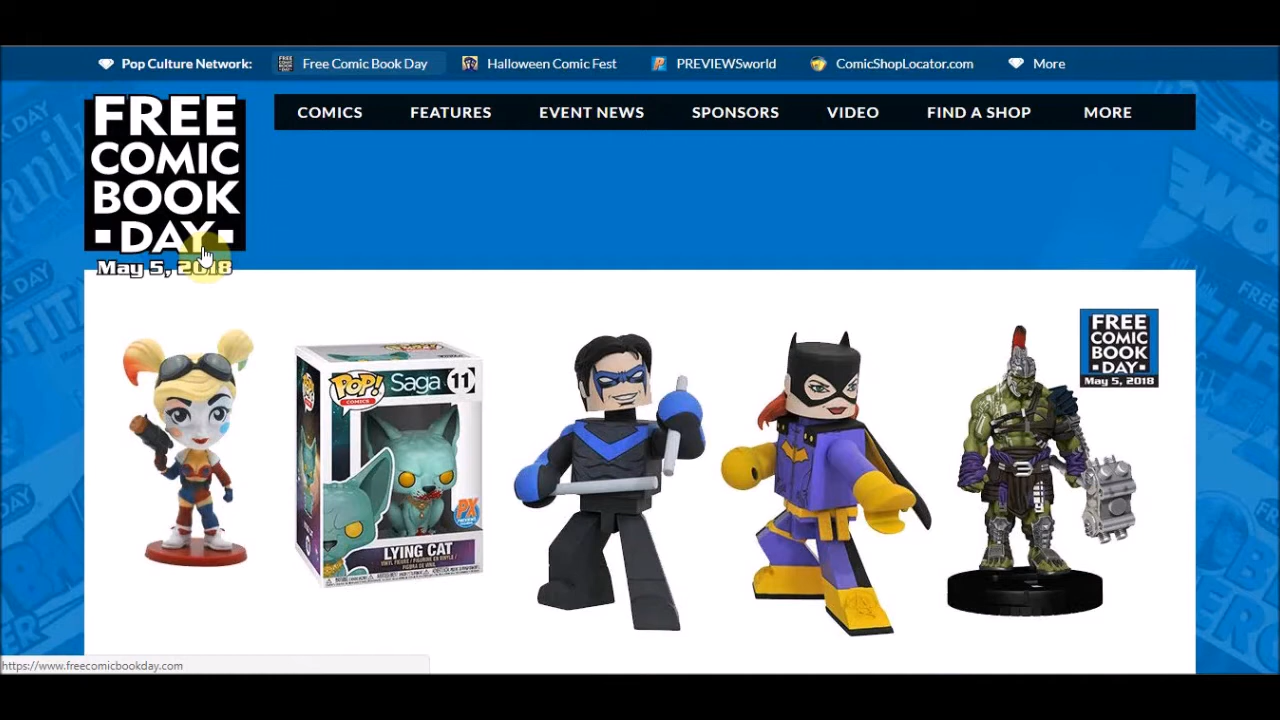 Pop Culture Network:
Free Comic Book Day
Halloween Comic Fest
PREVIEWSworld
ComicShopLocator.com
More
FREE
COMIC
BOOK
DAY
May 5, 2018
COMICS
FEATURES
EVENT NEWS
SPONSORS
VIDEO
FIND A SHOP
MORE
POP!
COMICS
Saga
11
PX
LYING CAT
FREE
COMIC
BOOK
DAY
May 5, 2018
https://www.freecomicbookday.com